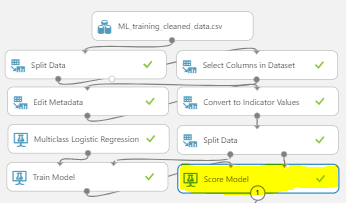 ML_training_cleaned_data.csv
Split Data
Select Columns in Dataset
Edit Metadata
Convert to Indicator Values
Multiclass Logistic Regression
Split Data
Train Model
Score Model
1